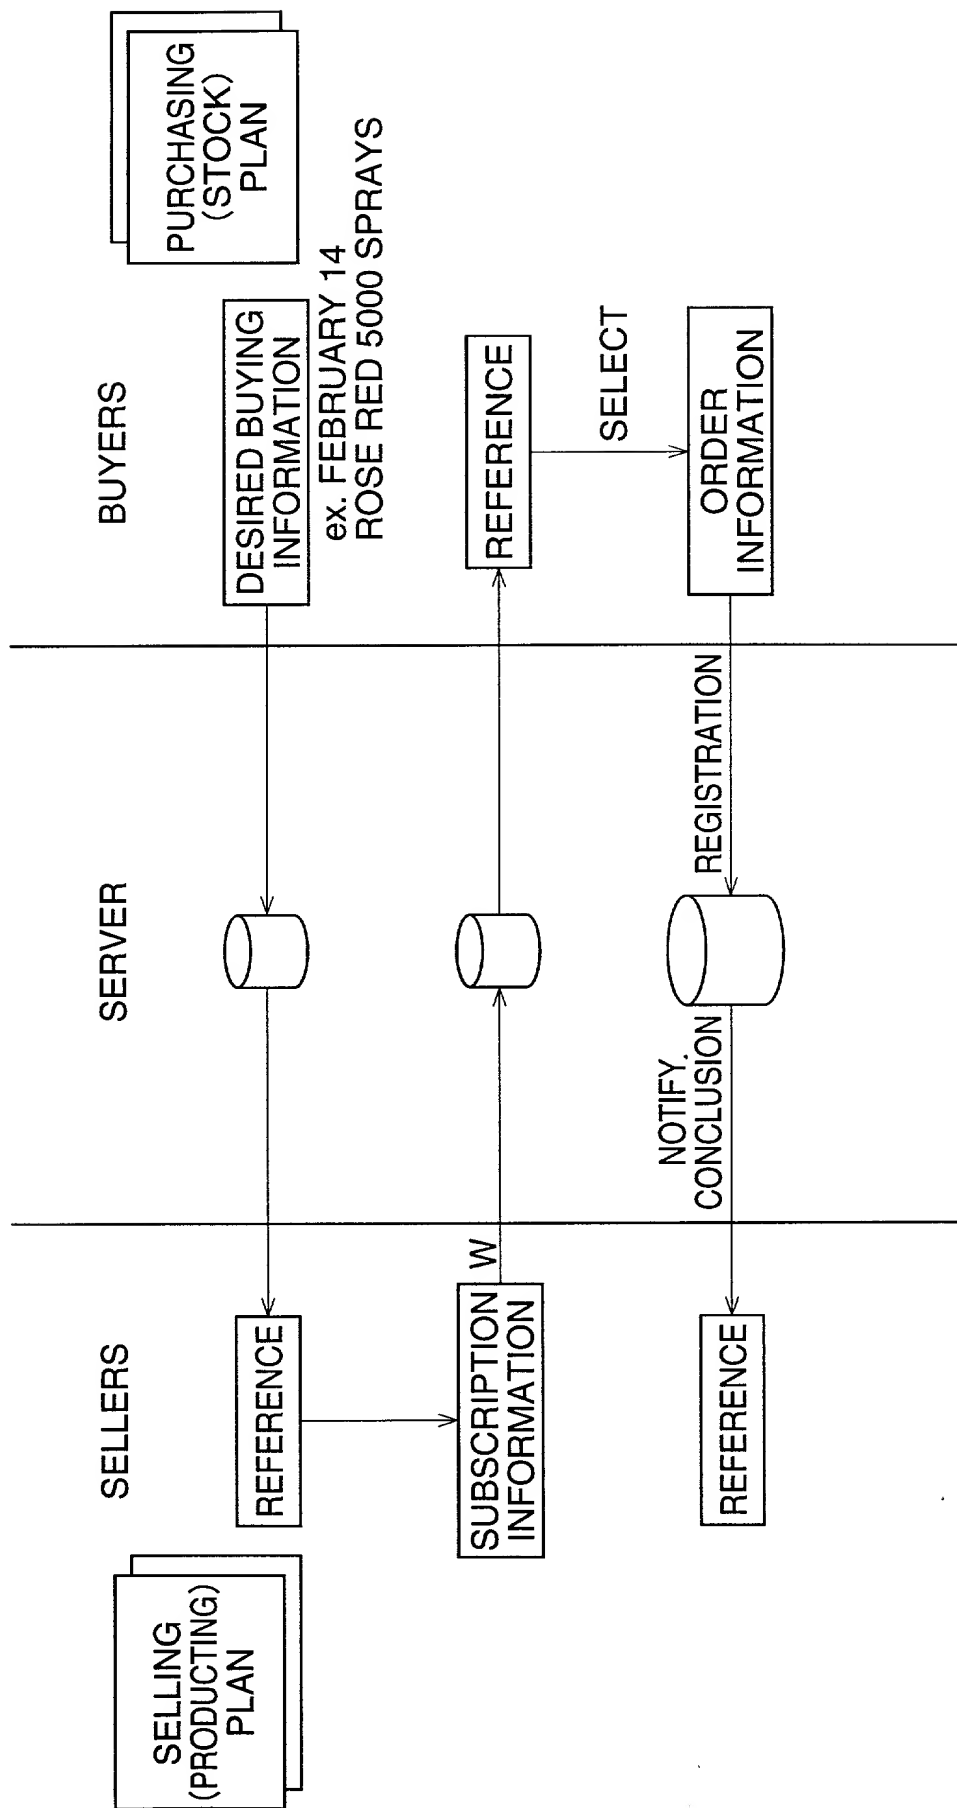 SELLERS
SERVER
BUYERS
SELLING
(PRODUCTING)
PLAN
PURCHASING
(STOCK)
PLAN
REFERENCE
DESIRED BUYING
INFORMATION
ex. FEBRUARY 14
ROSE RED 5000 SPRAYS
SUBSCRIPTION
INFORMATION
W
REFERENCE
SELECT
REFERENCE
NOTIFY.
CONCLUSION
REGISTRATION
ORDER
INFORMATION